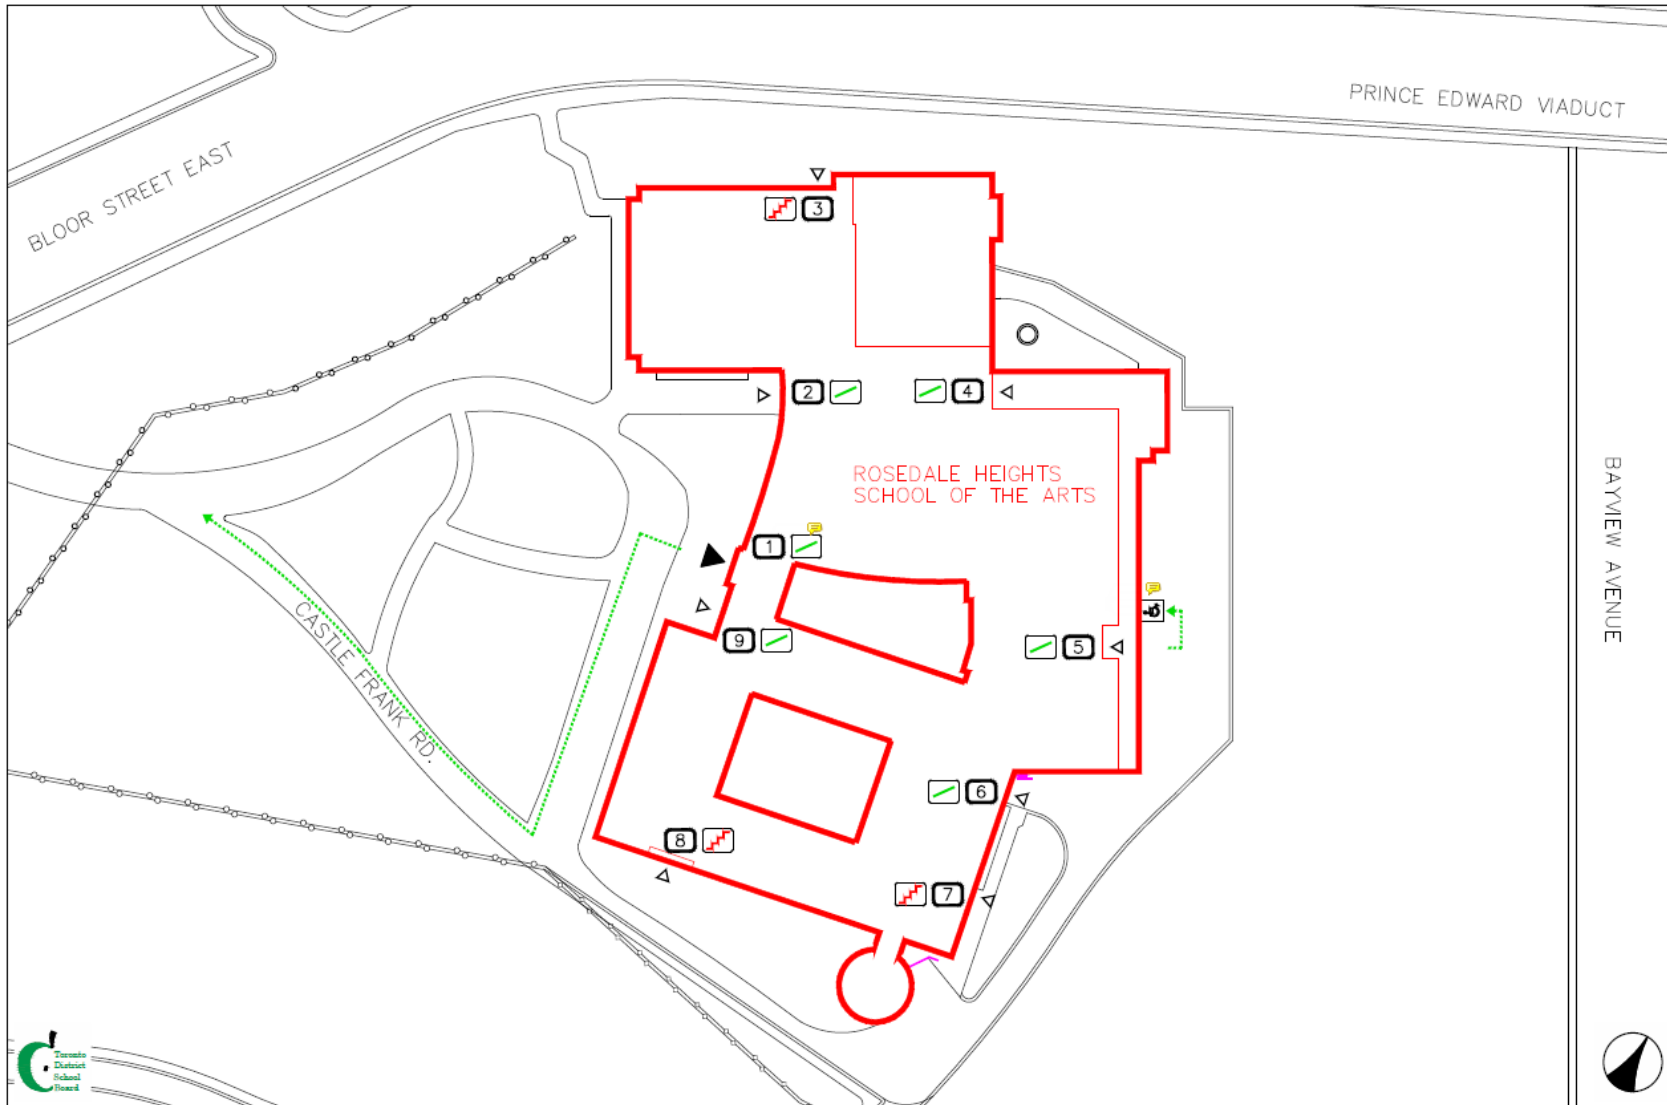 PRINCE EDWARD VIADUCT
BLOOR STREET EAST
3
2
4
ROSEDALE HEIGHTS
SCHOOL OF THE ARTS
BAYVIEW AVENUE
1
CASTLE FRANK RD.
9
5
6
8
7
Toronto
District
School
Board